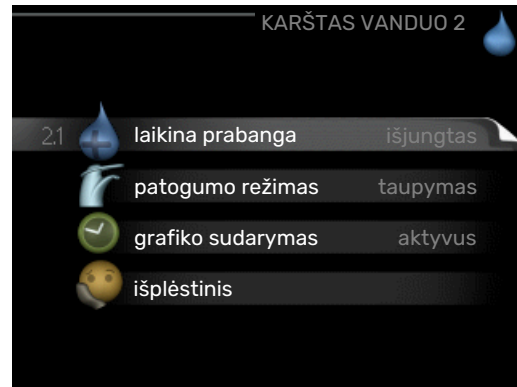 KARŠTAS VANDUO 2
2.1 laikina prabanga išjungtas
patogumo režimas taupymas
grafiko sudarymas aktyvus
išplėstinis